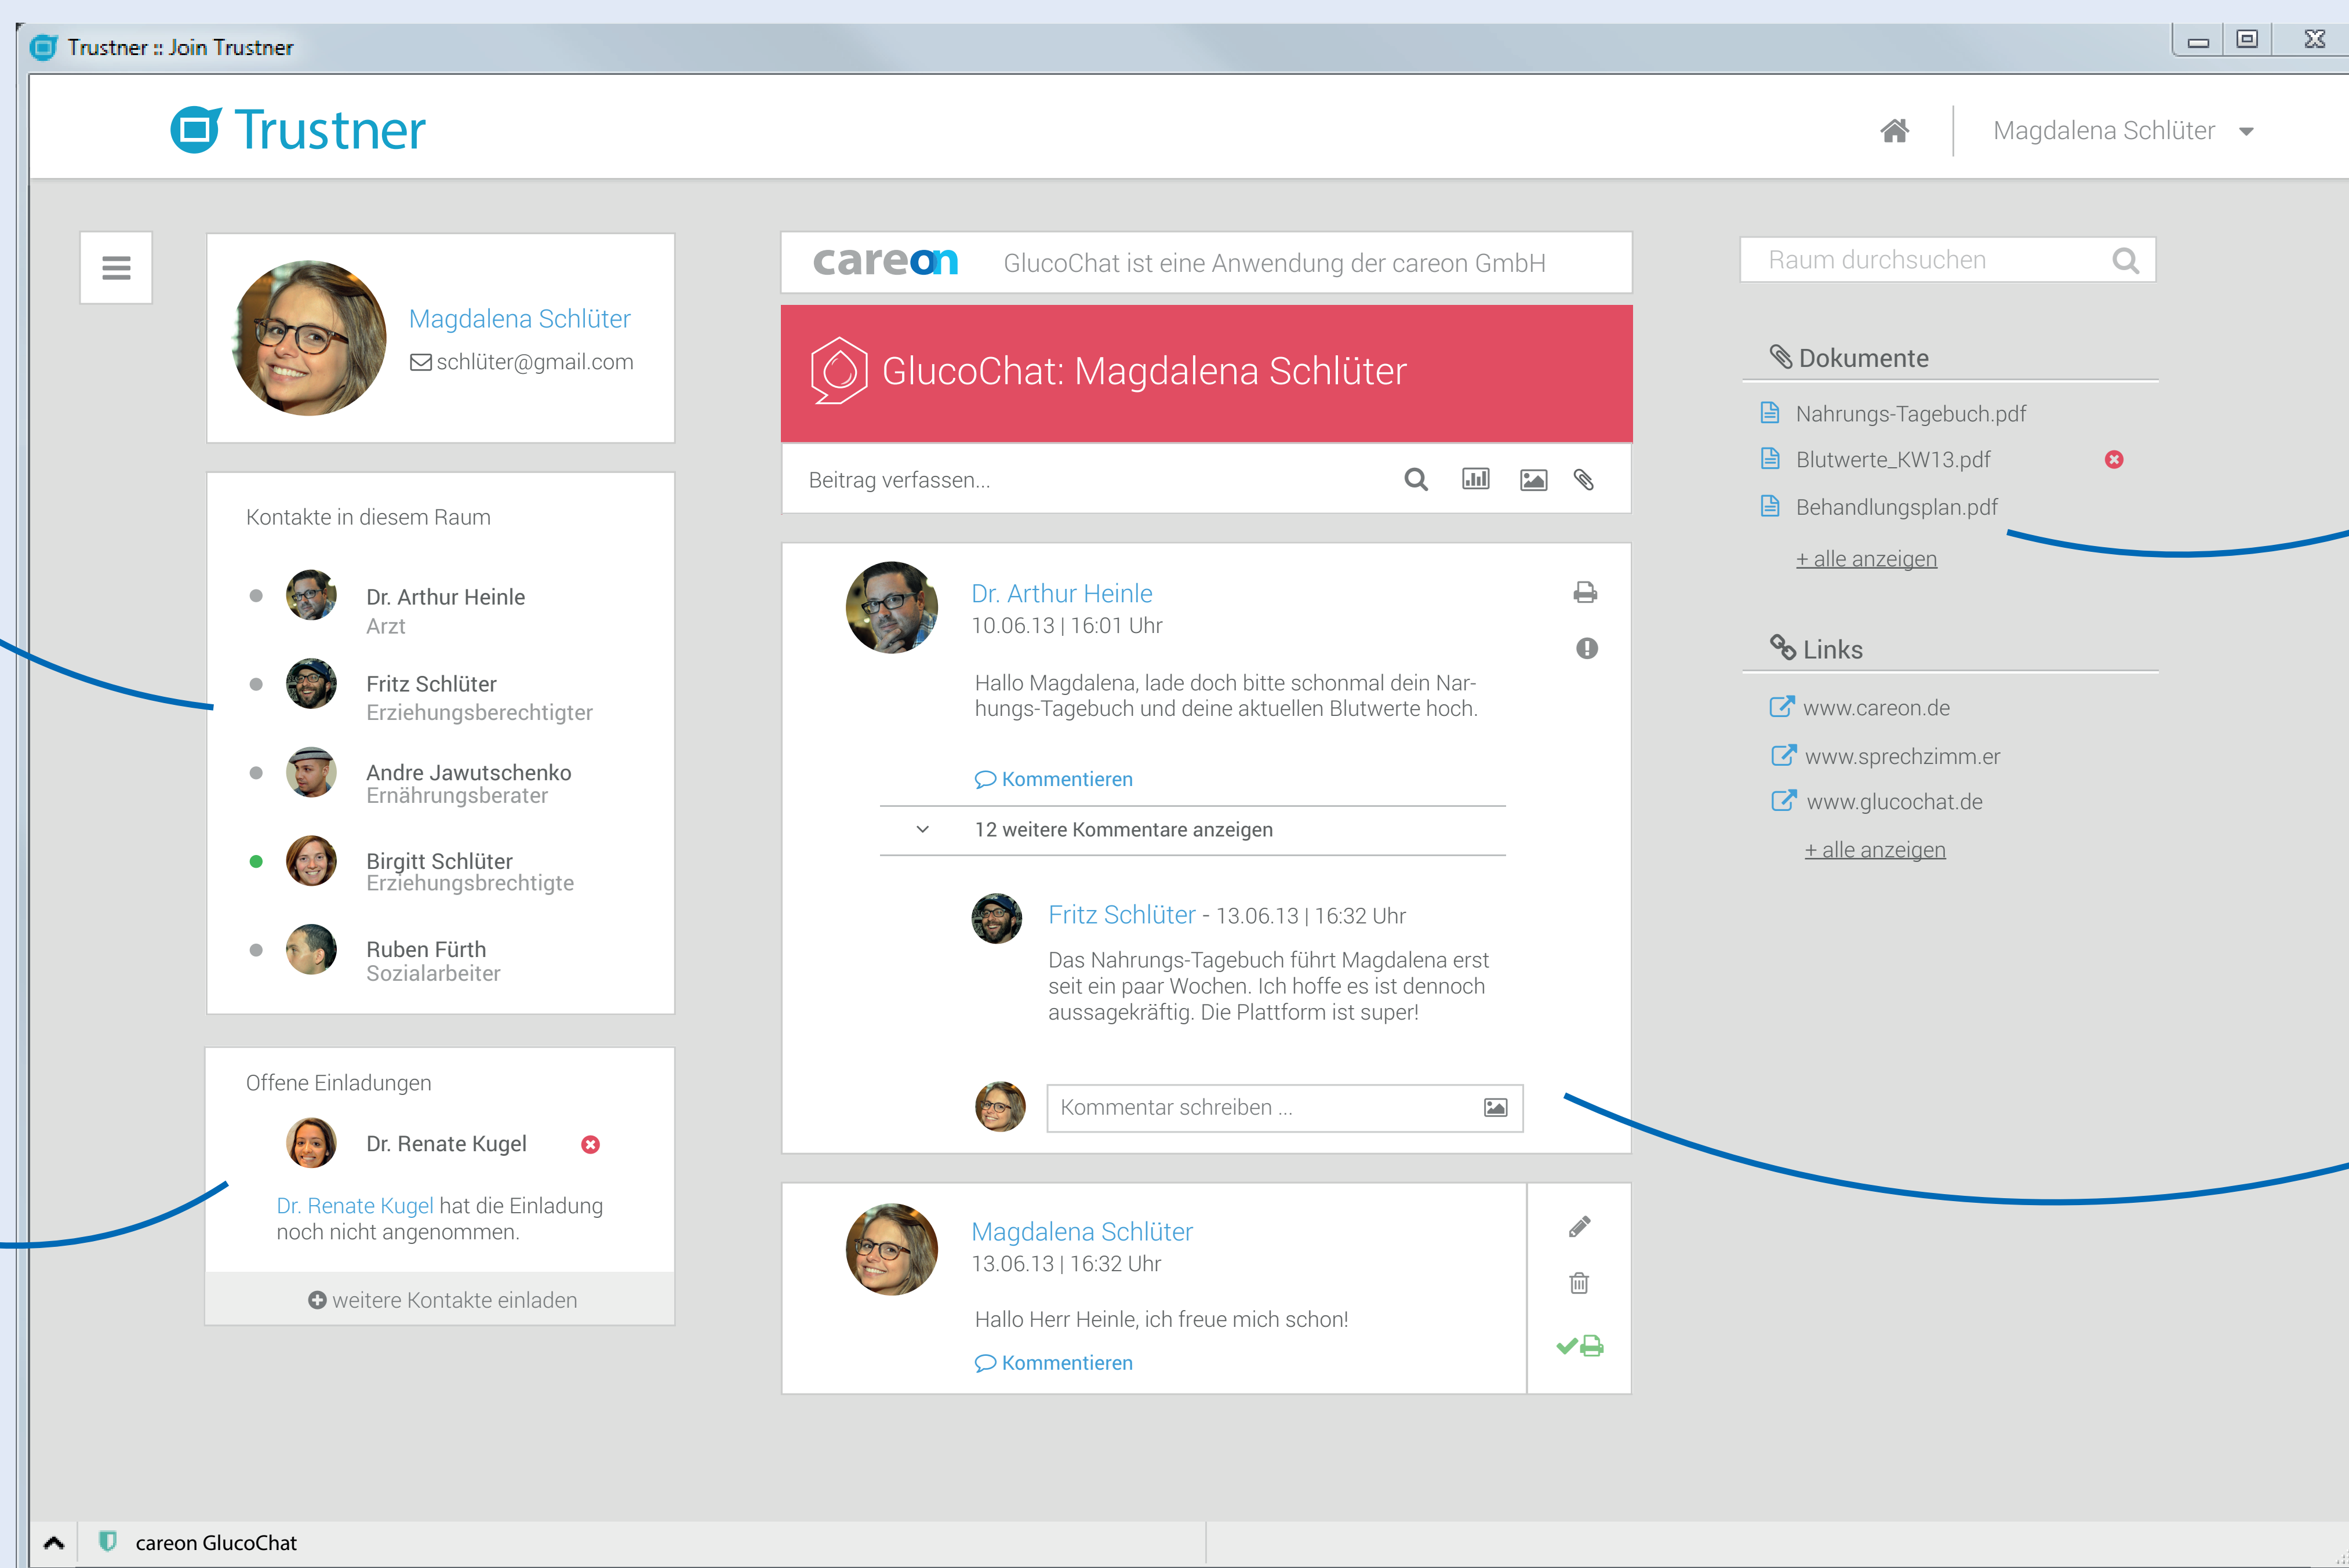 Trustner :: Join Trustner
Trustner
Magdalena Schlüter
Magdalena Schlüter
schlüter@gmail.com
Kontakte in diesem Raum
Dr. Arthur Heinle
Arzt
Fritz Schlüter
Erziehungsberechtigter
Andre Jawutschenko
Ernährungsberater
Birgitt Schlüter
Erziehungsbrechtigte
Ruben Fürth
Sozialarbeiter
Offene Einladungen
Dr. Renate Kugel
Dr. Renate Kugel hat die Einladung
noch nicht angenommen.
weitere Kontakte einladen
careon GlucoChat ist eine Anwendung der careon GmbH
GlucoChat: Magdalena Schlüter
Beitrag verfassen...
Dr. Arthur Heinle
10.06.13 | 16:01 Uhr
Hallo Magdalena, lade doch bitte schonmal dein Nar-
hungs-Tagebuch und deine aktuellen Blutwerte hoch.
Kommentieren
12 weitere Kommentare anzeigen
Fritz Schlüter - 13.06.13 | 16:32 Uhr
Das Nahrungs-Tagebuch führt Magdalena erst
seit ein paar Wochen. Ich hoffe es ist dennoch
aussagekräftig. Die Plattform ist super!
Kommentar schreiben ...
Magdalena Schlüter
13.06.13 | 16:32 Uhr
Hallo Herr Heinle, ich freue mich schon!
Kommentieren
Raum durchsuchen
Dokumente
Nahrungs-Tagebuch.pdf
Blutwerte_KW13.pdf
Behandlungsplan.pdf
+ alle anzeigen
Links
www.careon.de
www.sprechzimm.er
www.glucochat.de
+ alle anzeigen
careon GlucoChat